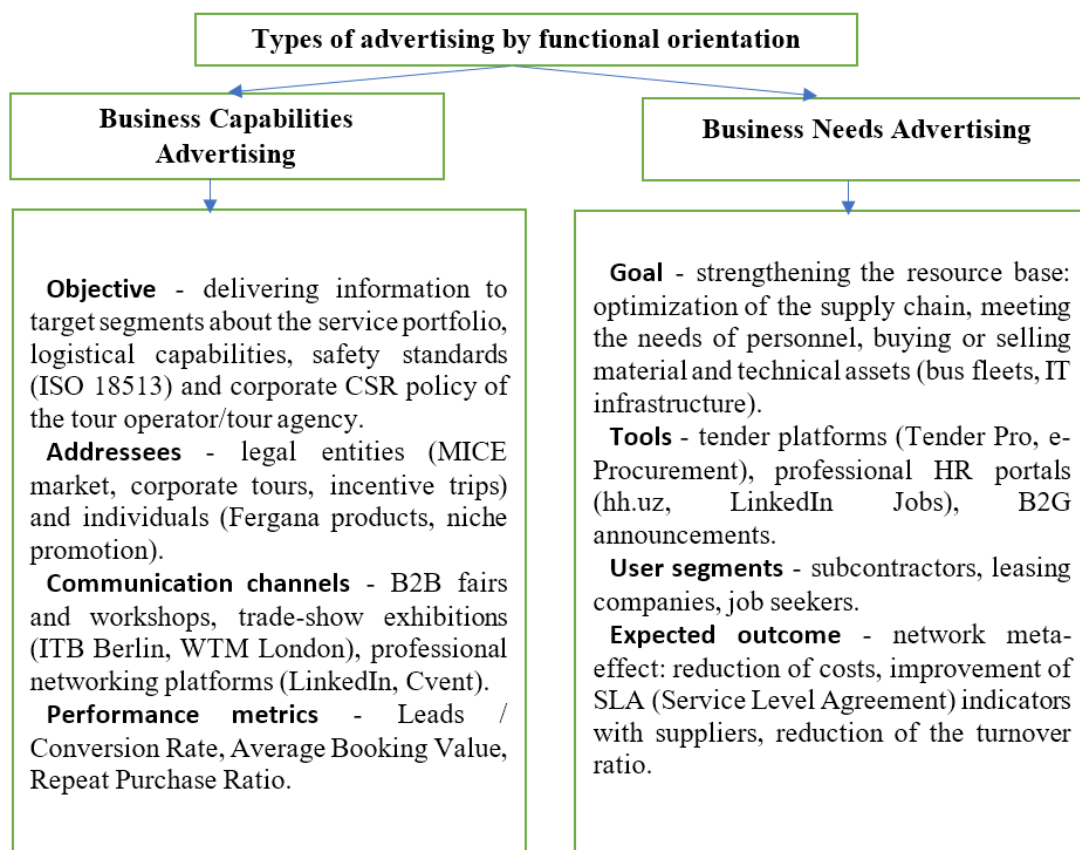 Types of advertising by functional orientation
Business Capabilities
Advertising
Business Needs Advertising
Objective - delivering information to
target segments about the service portfolio,
logistical capabilities, safety standards
(ISO 18513) and corporate CSR policy of
the tour operator/tour agency.
Addressees - legal entities (MICE
market, corporate tours, incentive trips)
and individuals (Fergana products, niche
promotion).
Communication channels - B2B fairs
and workshops, trade-show exhibitions
(ITB Berlin, WTM London), professional
networking platforms (LinkedIn, Cvent).
Performance metrics - Leads /
Conversion Rate, Average Booking Value,
Repeat Purchase Ratio.
Goal - strengthening the resource base:
optimization of the supply chain, meeting
the needs of personnel, buying or selling
material and technical assets (bus fleets, IT
infrastructure).
Tools - tender platforms (Tender Pro, e-
Procurement), professional HR portals
(hh.uz, LinkedIn Jobs), B2G
announcements.
User segments - subcontractors, leasing
companies, job seekers.
Expected outcome - network meta-
effect: reduction of costs, improvement of
SLA (Service Level Agreement) indicators
with suppliers, reduction of the turnover
ratio.